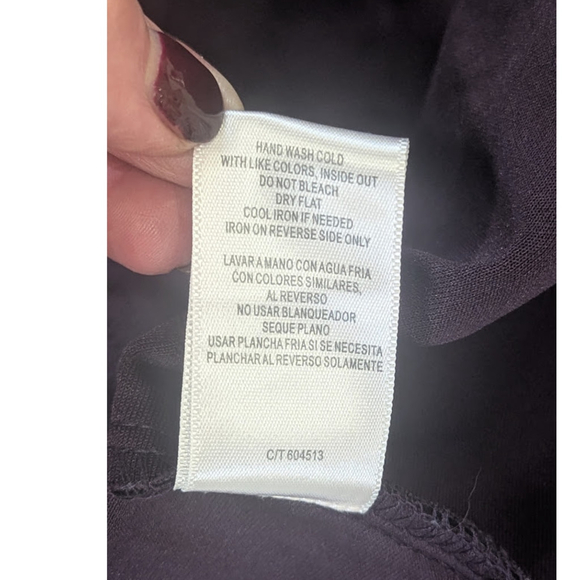 HAND WASH COLD
WITH LIKE COLORS, INSIDE OUT
DO NOT BLEACH
DRY FLAT
COOL IRON IF NEEDED
IRON ON REVERSE SIDE ONLY
LAVAR A MANO CON AGUA FRIA
CON COLORES SIMILARES,
AL REVERSO
NO USAR BLANQUEADOR
SEQUE PLANO
USAR PLANCHA FRIA SI SE NECESITA
PLANCHAR AL REVERSO SOLAMENTE
C/T 604513